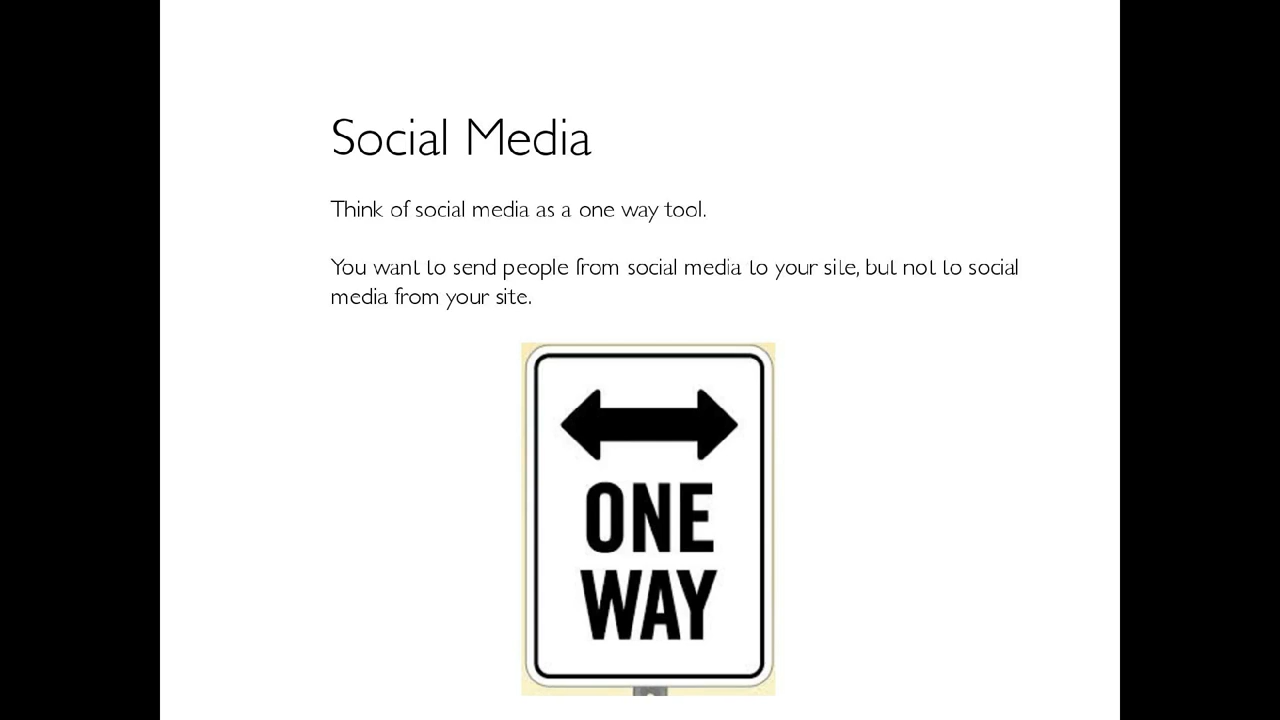 Social Media
Think of social media as a one way tool.
You want to send people from social media to your site, but not to social
media from your site.
ONE
WAY